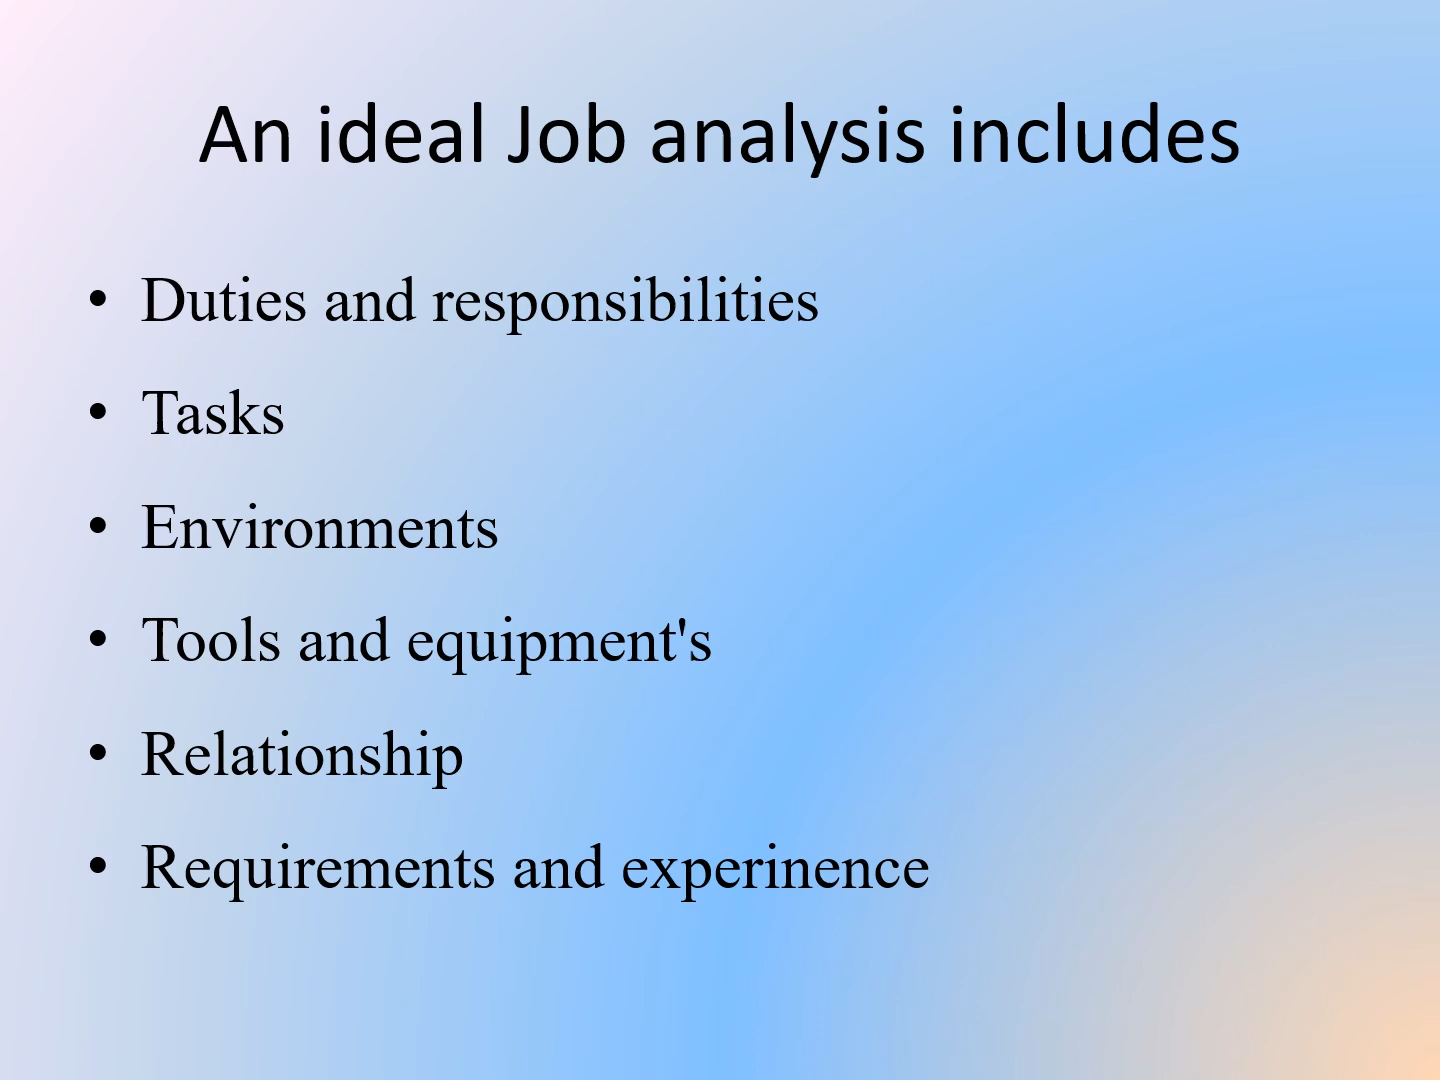 An ideal Job analysis includes
• Duties and responsibilities
• Tasks
• Environments
• Tools and equipment's
• Relationship
• Requirements and experinence